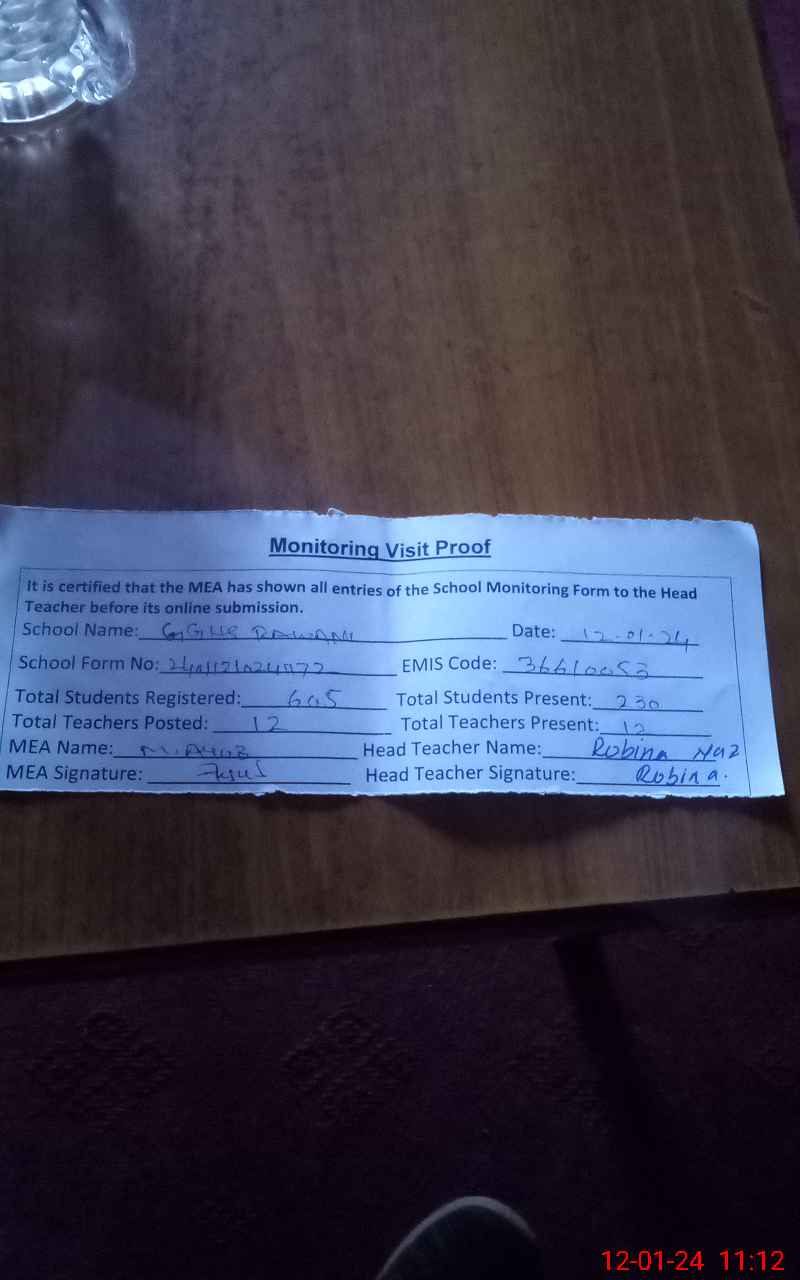 Monitoring Visit Proof
It is certified that the MEA has shown all entries of the School Monitoring Form to the Head
Teacher before its online submission.
School Name: GGHS Date: 12.01.24
School Form No: EMIS Code: 36610053
Total Students Registered: 605 Total Students Present: 230
Total Teachers Posted: 12 Total Teachers Present: 12
MEA Name: Head Teacher Name: Robina Naz
MEA Signature: Head Teacher Signature: Robina.
12-01-24 11:12